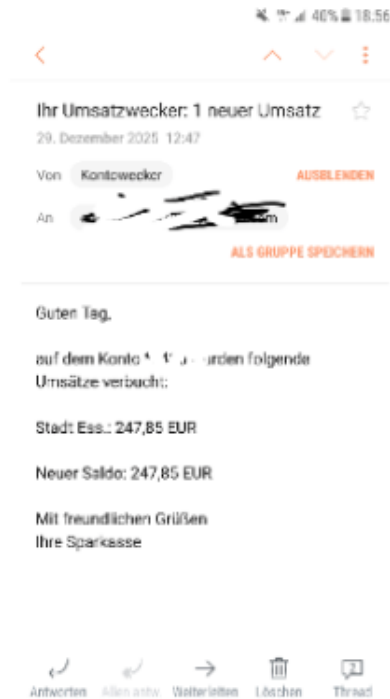 46% 18:56
Ihr Umsatzwecker: 1 neuer Umsatz
29. Dezember 2025 12:47
Von Kontowecker AUSBLENDEN
An
ALS GRUPPE SPEICHERN
Guten Tag,
auf dem Konto folgende
Umsätze verbucht:
Stadt Ess.: 247,85 EUR
Neuer Saldo: 247,85 EUR
Mit freundlichen Grüßen
Ihre Sparkasse
Antworten Allen antw. Weiterleiten Löschen Thread